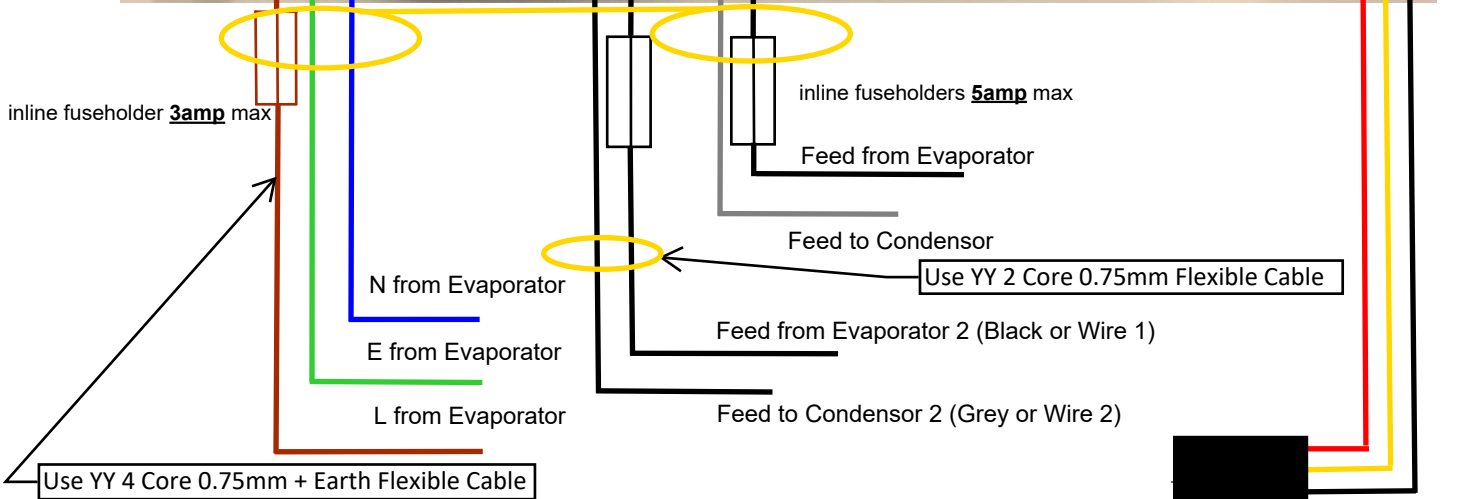 inline fuseholders 5amp max
inline fuseholder 3amp max
Feed from Evaporator
Feed to Condensor
Use YY 2 Core 0.75mm Flexible Cable
N from Evaporator
Feed from Evaporator 2 (Black or Wire 1)
E from Evaporator
L from Evaporator
Feed to Condensor 2 (Grey or Wire 2)
Use YY 4 Core 0.75mm + Earth Flexible Cable